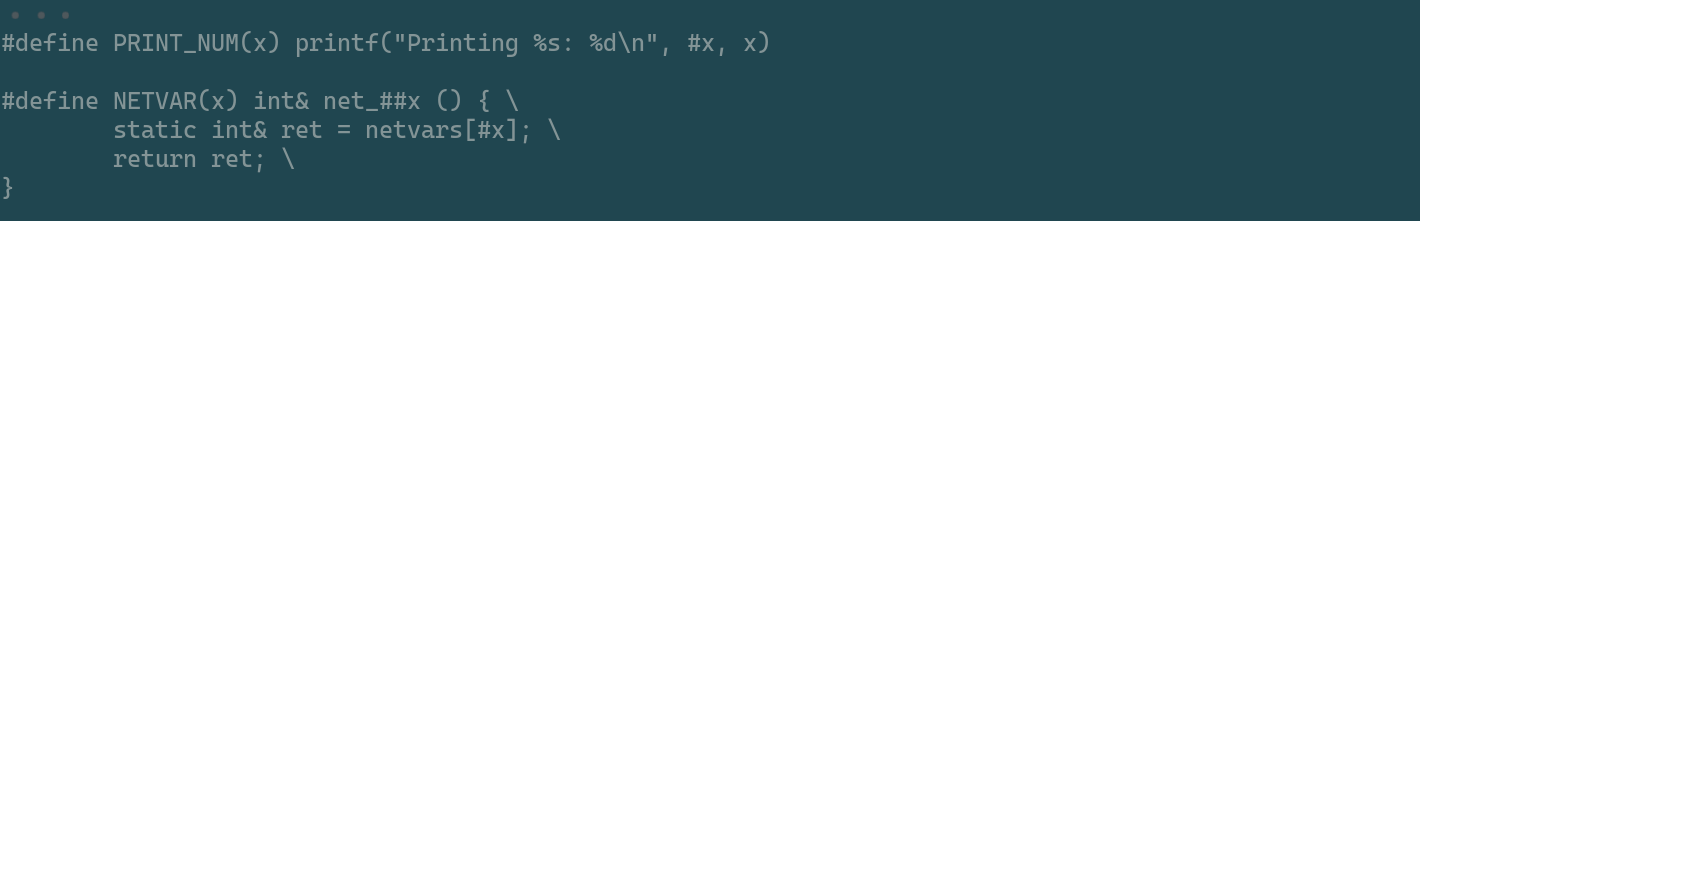 #define PRINT_NUM(x) printf("Printing %s: %d\n", #x, x)
#define NETVAR(x) int& net_##x () { \
        static int& ret = netvars[#x]; \
        return ret; \
}